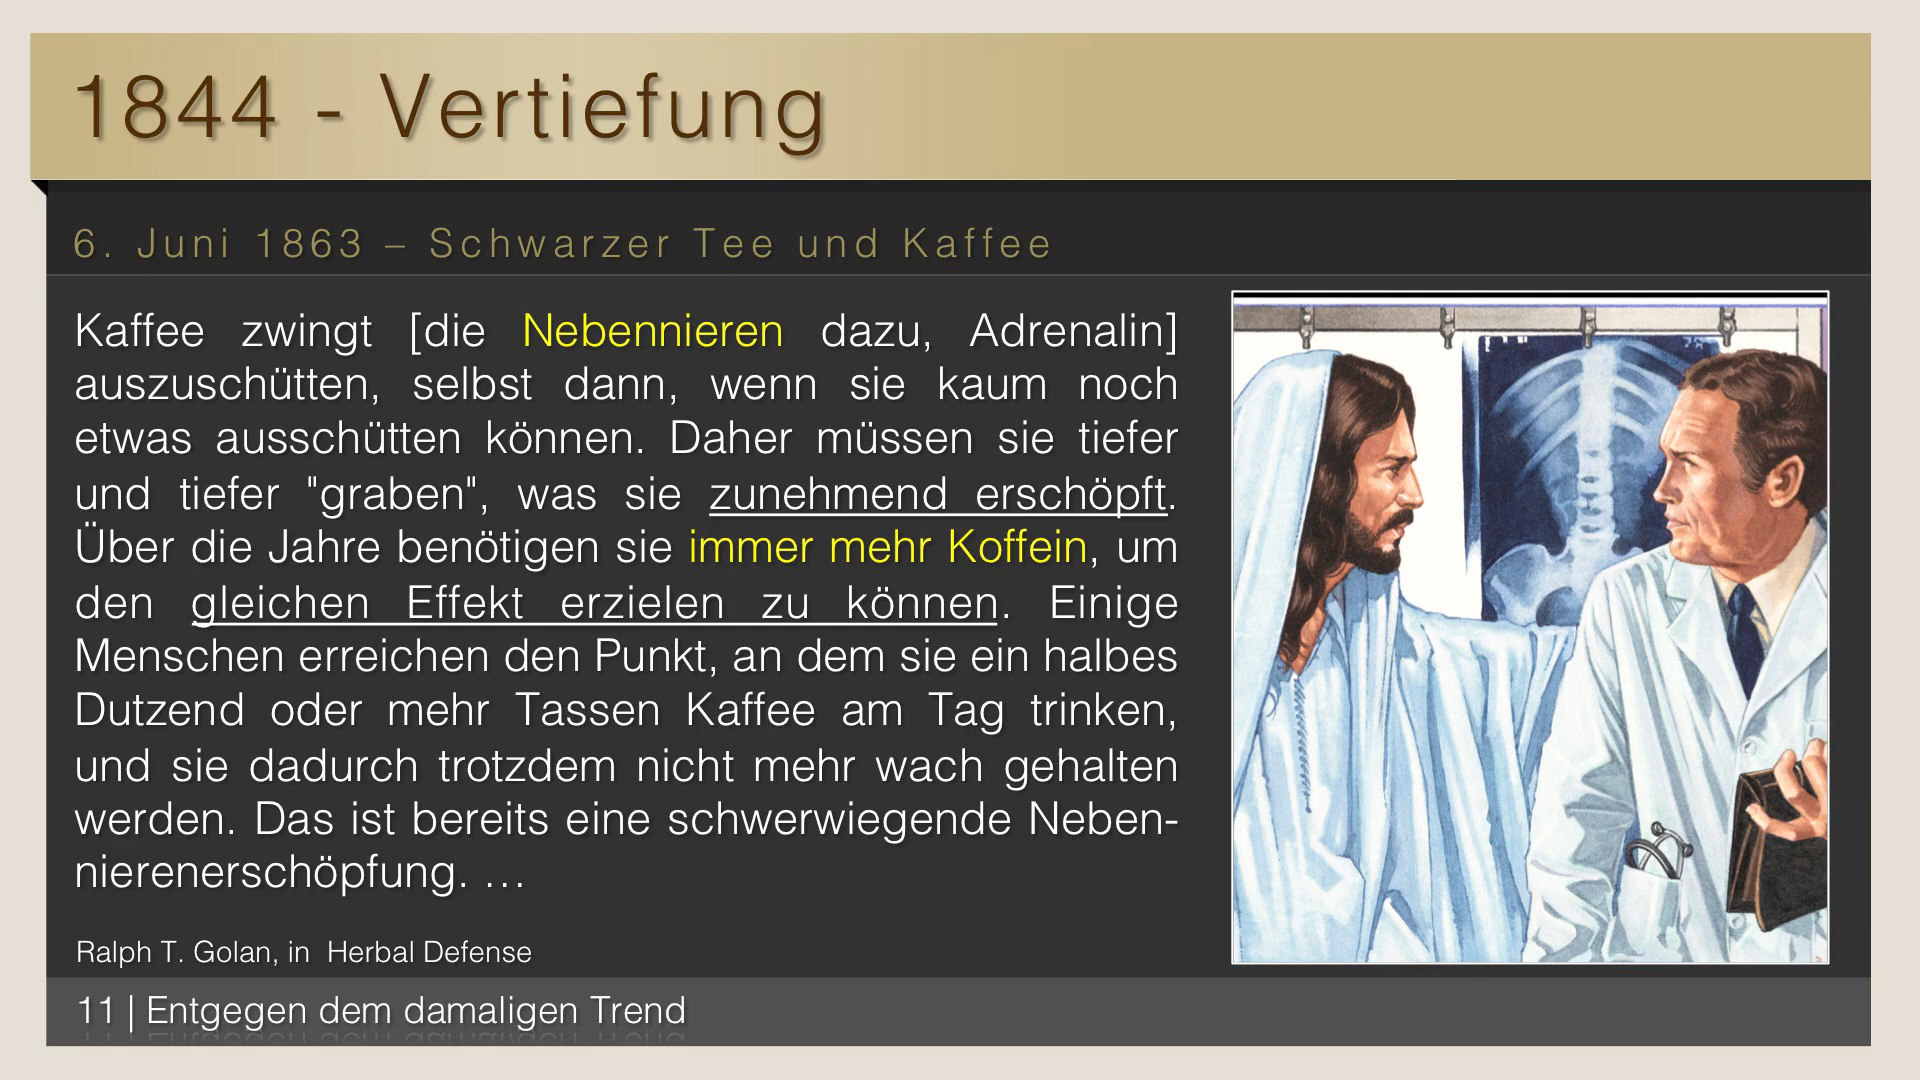 1844 - Vertiefung
6. Juni 1863 – Schwarzer Tee und Kaffee
Kaffee zwingt [die Nebennieren dazu, Adrenalin]
auszuschütten, selbst dann, wenn sie kaum noch
etwas ausschütten können. Daher müssen sie tiefer
und tiefer "graben", was sie zunehmend erschöpft.
Über die Jahre benötigen sie immer mehr Koffein, um
den gleichen Effekt erzielen zu können. Einige
Menschen erreichen den Punkt, an dem sie ein halbes
Dutzend oder mehr Tassen Kaffee am Tag trinken,
und sie dadurch trotzdem nicht mehr wach gehalten
werden. Das ist bereits eine schwerwiegende Neben-
nierenerschöpfung. …
Ralph T. Golan, in Herbal Defense
11 | Entgegen dem damaligen Trend